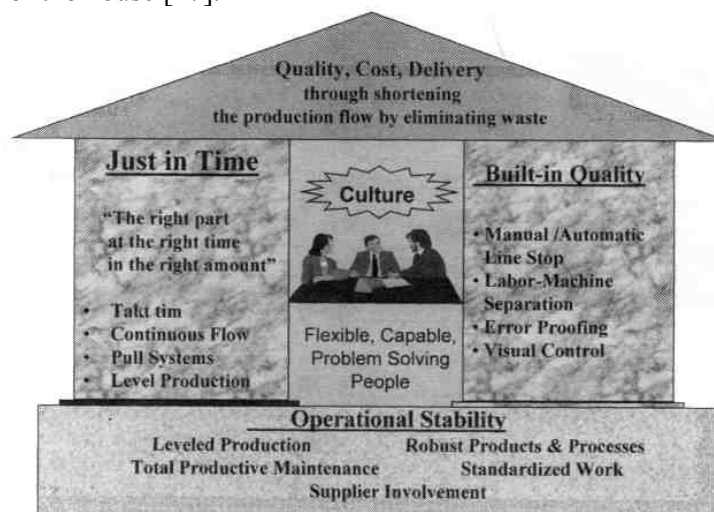 Quality, Cost, Delivery
through shortening
the production flow by eliminating waste
Just in Time
"The right part
at the right time
in the right amount"
• Takt tim
• Continuous Flow
• Pull Systems
• Level Production
Culture
Flexible, Capable,
Problem Solving
People
Built-in Quality
• Manual /Automatic
Line Stop
• Labor-Machine
Separation
• Error Proofing
• Visual Control
Operational Stability
Leveled Production Robust Products & Processes
Total Productive Maintenance Standardized Work
Supplier Involvement